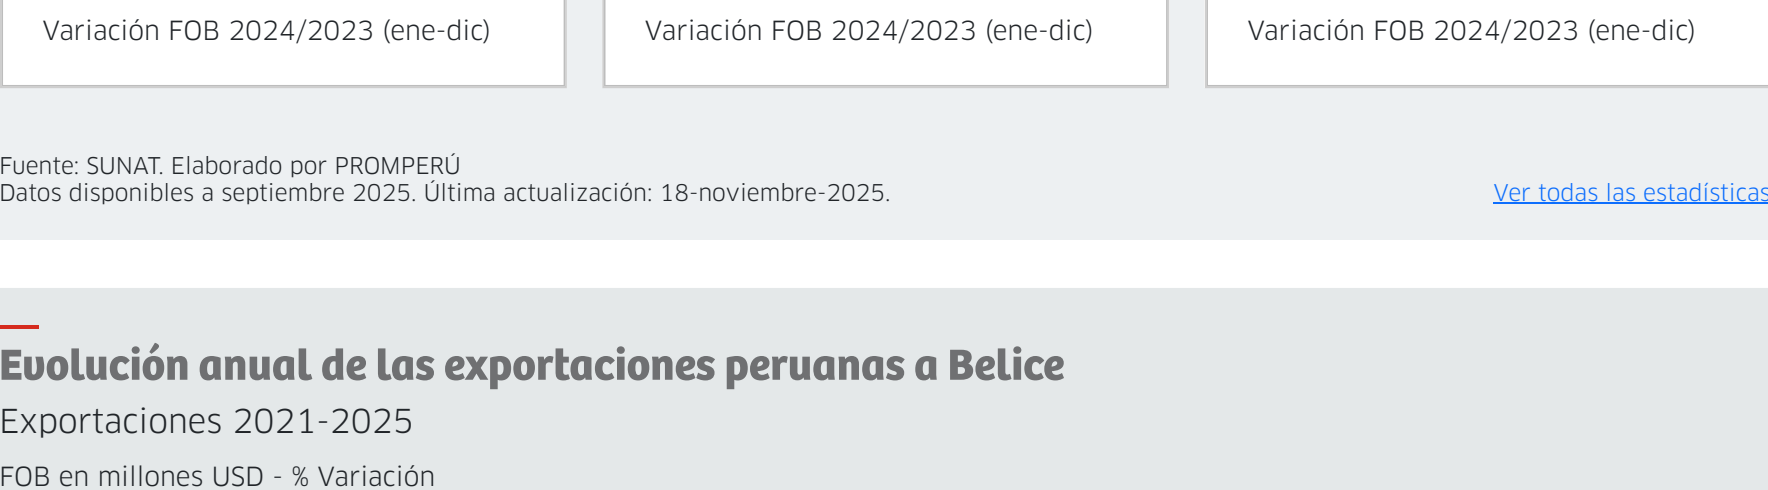 Variación FOB 2024/2023 (ene-dic) Variación FOB 2024/2023 (ene-dic) Variación FOB 2024/2023 (ene-dic)
Fuente: SUNAT. Elaborado por PROMPERÚ
Datos disponibles a septiembre 2025. Última actualización: 18-noviembre-2025. Ver todas las estadísticas
Evolución anual de las exportaciones peruanas a Belice
Exportaciones 2021-2025
FOB en millones USD - % Variación